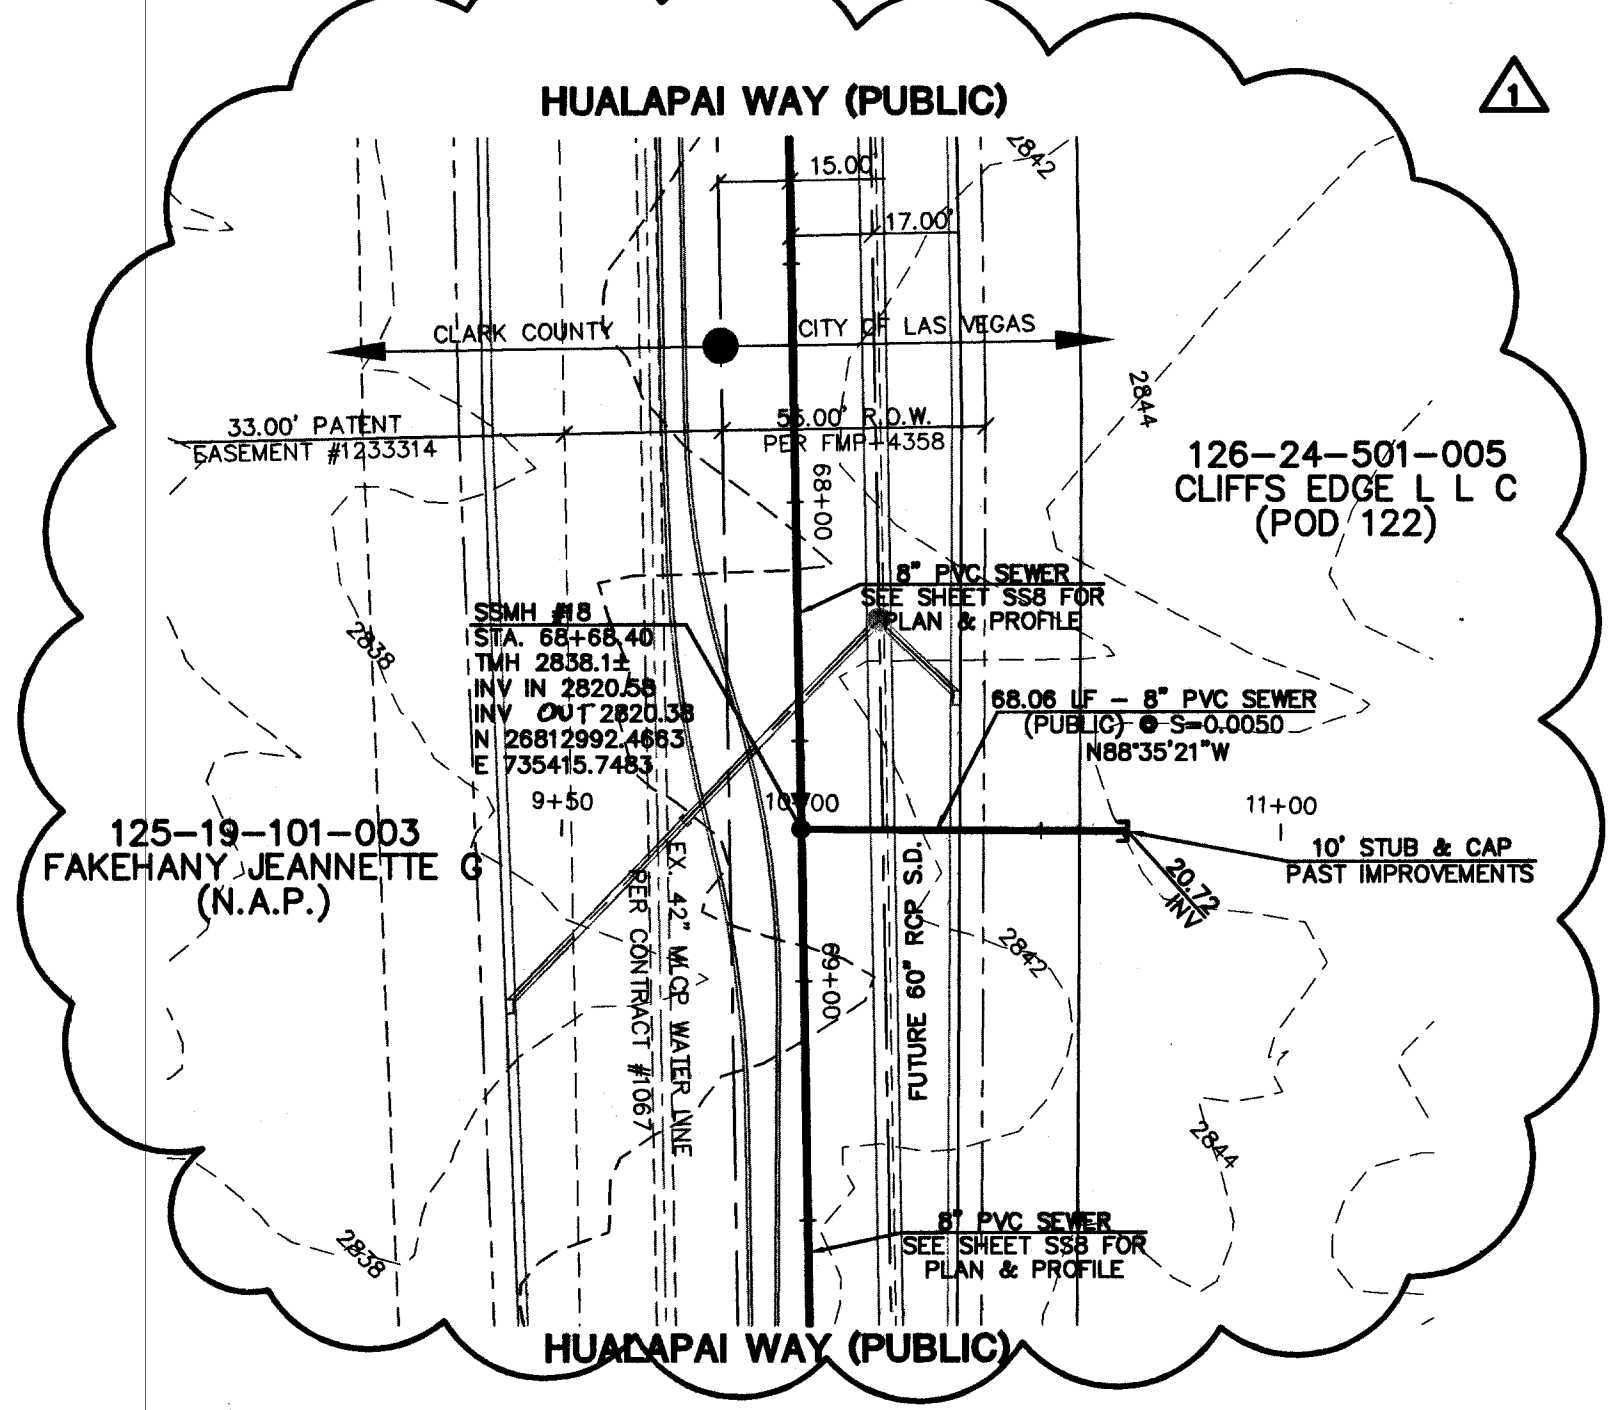 HUALAPAI WAY (PUBLIC)
1
2842
15.00'
17.00'
CLARK COUNTY
CITY OF LAS VEGAS
2844
33.00' PATENT
EASEMENT #1233314
55.00' R.O.W.
PER FMP-4358
68+00
126-24-501-005
CLIFFS EDGE L L C
(POD 122)
8" PVC SEWER
SEE SHEET SS8 FOR
PLAN & PROFILE
2838
SSMH #18
STA. 68+68.40
TMH 2838.1±
INV IN 2820.58
INV OUT 2820.38
N 26812992.4663
E 735415.7483
68.06 LF - 8" PVC SEWER
(PUBLIC) @ S=0.0050
N88°35'21"W
9+50
10+00
11+00
125-19-101-003
FAKEHANY JEANNETTE G
(N.A.P.)
10' STUB & CAP
PAST IMPROVEMENTS
20.72
INV
EX. 42" MLCP WATER LINE
PER CONTRACT #1067
69+00
FUTURE 60" RCP S.D.
2842
2844
2838
8" PVC SEWER
SEE SHEET SS8 FOR
PLAN & PROFILE
HUALAPAI WAY (PUBLIC)